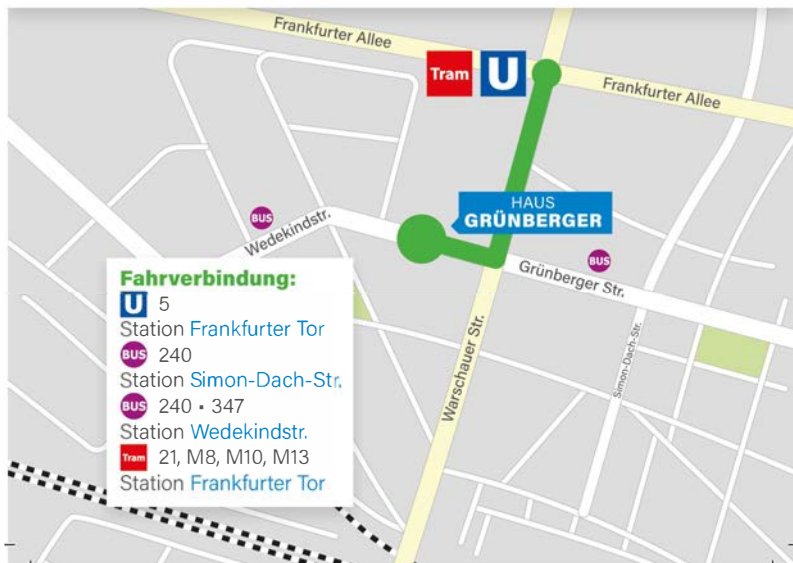 Frankfurter Allee
Tram U
Frankfurter Allee
HAUS
GRÜNBERGER
BUS
Wedekindstr.
BUS
Grünberger Str.
Warschauer Str.
Simon-Dach-Str.
Fahrverbindung:
U 5
Station Frankfurter Tor
BUS 240
Station Simon-Dach-Str.
BUS 240 • 347
Station Wedekindstr.
Tram 21, M8, M10, M13
Station Frankfurter Tor